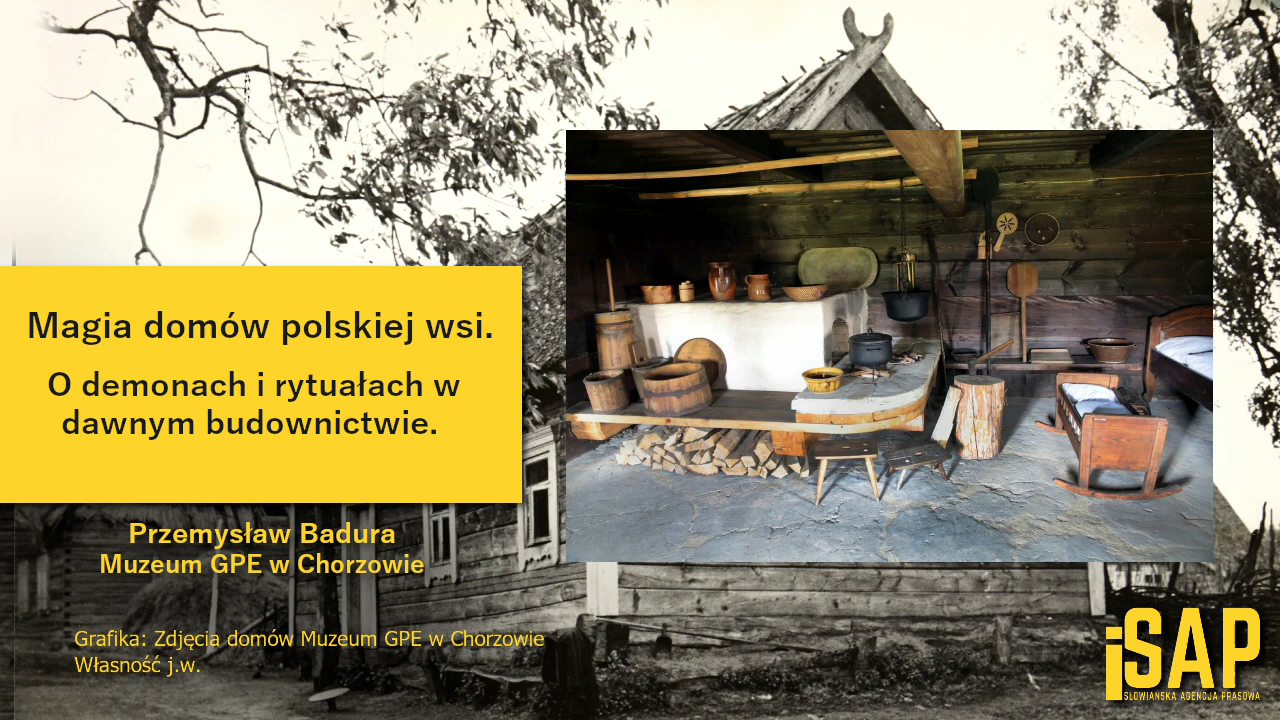 Magia domów polskiej wsi.
O demonach i rytuałach w
dawnym budownictwie.
Przemysław Badura
Muzeum GPE w Chorzowie
Grafika: Zdjęcia domów Muzeum GPE w Chorzowie
Własność j.w.
iSAP
SŁOWIAŃSKA AGENCJA PRASOWA